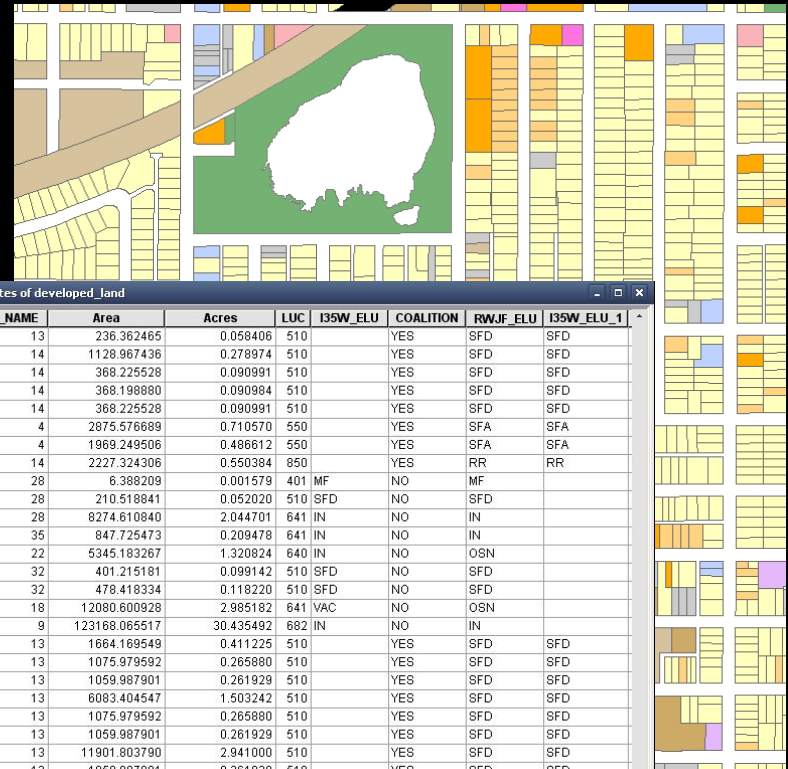 tes of developed_land
_NAME Area Acres LUC I35W_ELU COALITION RWJF_ELU I35W_ELU_1
13 236.362465 0.058406 510 YES SFD SFD
14 1128.967436 0.278974 510 YES SFD SFD
14 368.225528 0.090991 510 YES SFD SFD
14 368.198880 0.090984 510 YES SFD SFD
14 368.225528 0.090991 510 YES SFD SFD
4 2875.576689 0.710570 550 YES SFA SFA
4 1969.249506 0.486612 550 YES SFA SFA
14 2227.324306 0.550384 850 YES RR RR
28 6.388209 0.001579 401 MF NO MF
28 210.518841 0.052020 510 SFD NO SFD
28 8274.610840 2.044701 641 IN NO IN
35 847.725473 0.209478 641 IN NO IN
22 5345.183267 1.320824 640 IN NO OSN
32 401.215181 0.099142 510 SFD NO SFD
32 478.418334 0.118220 510 SFD NO SFD
18 12080.600928 2.985182 641 VAC NO OSN
9 123168.065517 30.435492 682 IN NO IN
13 1664.169549 0.411225 510 YES SFD SFD
13 1075.979592 0.265880 510 YES SFD SFD
13 1059.987901 0.261929 510 YES SFD SFD
13 6083.404547 1.503242 510 YES SFD SFD
13 1075.979592 0.265880 510 YES SFD SFD
13 1059.987901 0.261929 510 YES SFD SFD
13 11901.803790 2.941000 510 YES SFD SFD